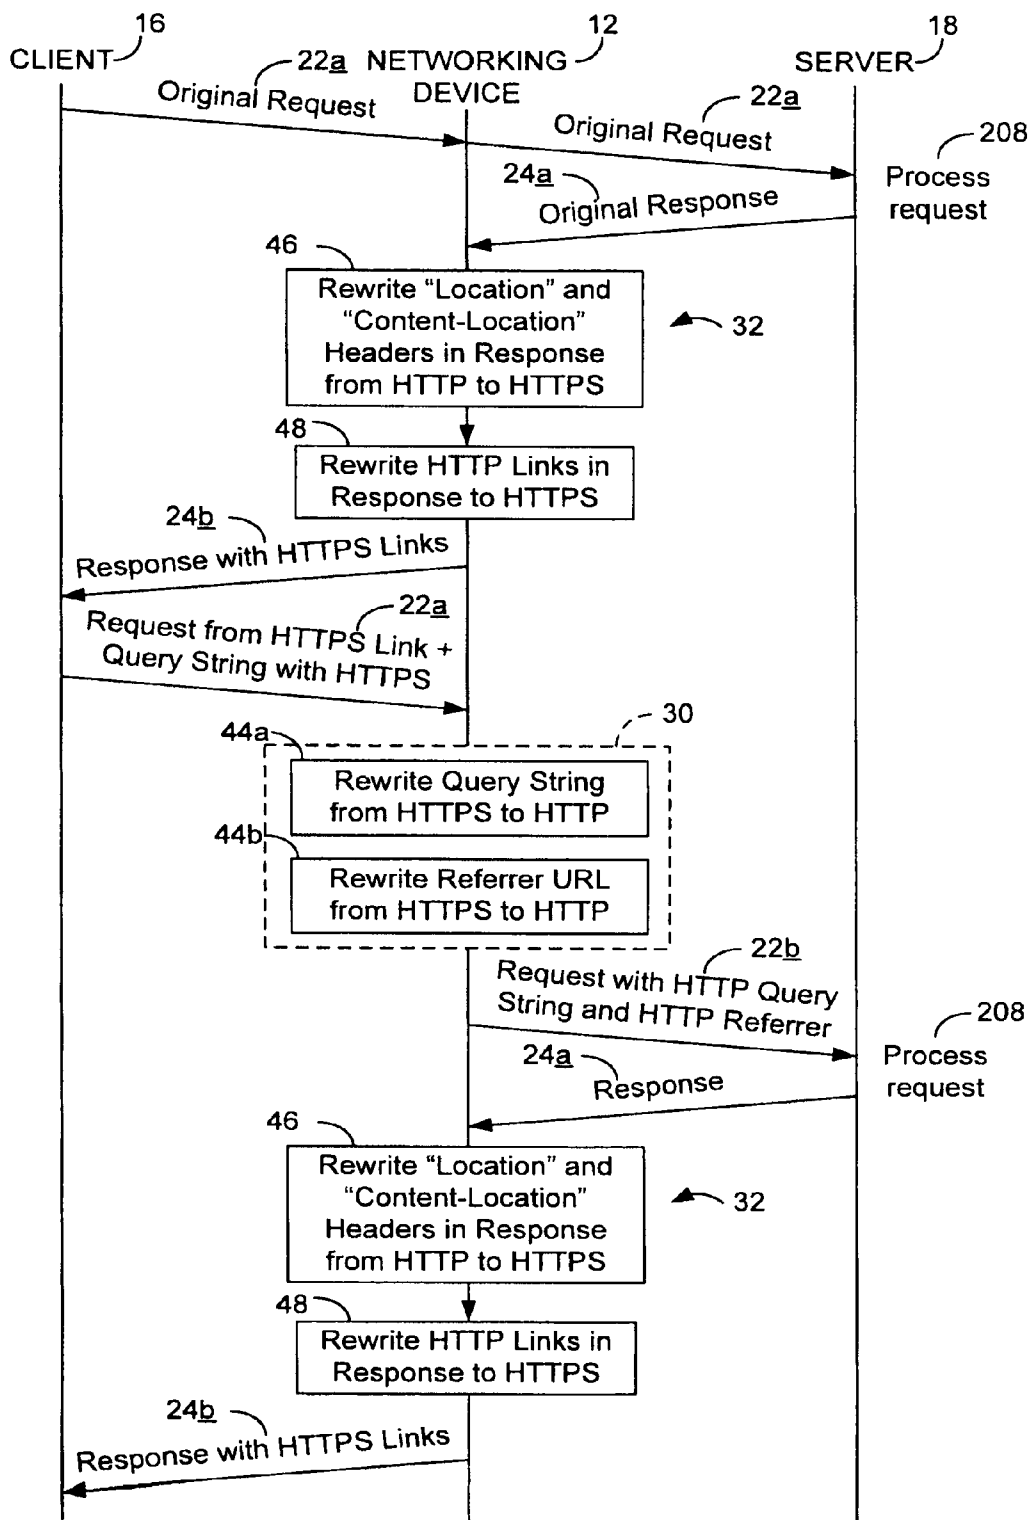 16
12
18
CLIENT
22a
NETWORKING
DEVICE
SERVER
Original Request
22a
Original Request
208
Process
request
24a
Original Response
46
Rewrite “Location” and
“Content-Location”
Headers in Response
from HTTP to HTTPS
32
48
Rewrite HTTP Links in
Response to HTTPS
24b
Response with HTTPS Links
22a
Request from HTTPS Link +
Query String with HTTPS
30
44a
Rewrite Query String
from HTTPS to HTTP
44b
Rewrite Referrer URL
from HTTPS to HTTP
22b
Request with HTTP Query
String and HTTP Referrer
208
Process
request
24a
Response
46
Rewrite “Location” and
“Content-Location”
Headers in Response
from HTTP to HTTPS
32
48
Rewrite HTTP Links in
Response to HTTPS
24b
Response with HTTPS Links